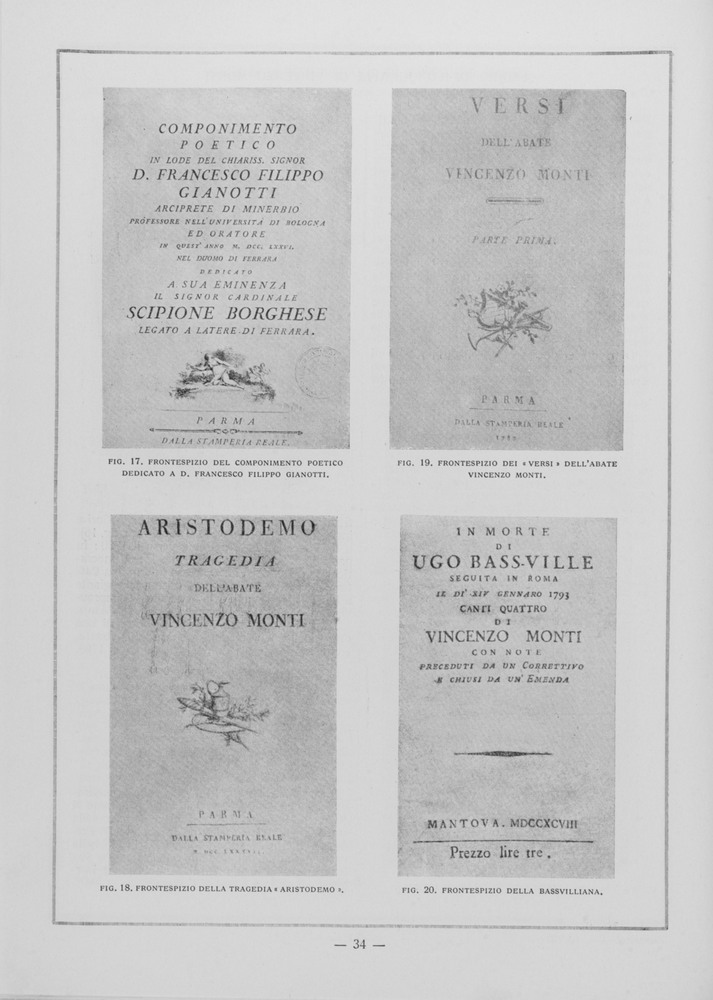 COMPONIMENTO
POETICO
IN LODE DEL CHIARISS. SIGNOR
D. FRANCESCO FILIPPO
GIANOTTI
ARCIPRETE DI MINERBIO
PROFESSORE NELL'UNIVERSITÀ DI BOLOGNA
ED ORATORE
IN QUEST' ANNO M. DCC. LXXVI.
NEL DUOMO DI FERRARA
DEDICATO
A SUA EMINENZA
IL SIGNOR CARDINALE
SCIPIONE BORGHESE
LEGATO A LATERE DI FERRARA.
PARMA
DALLA STAMPERIA REALE.
FIG. 17. FRONTESPIZIO DEL COMPONIMENTO POETICO
DEDICATO A D. FRANCESCO FILIPPO GIANOTTI.
VERSI
DELL'ABATE
VINCENZO MONTI
PARTE PRIMA.
PARMA
DALLA STAMPERIA REALE
FIG. 19. FRONTESPIZIO DEI « VERSI » DELL'ABATE
VINCENZO MONTI.
ARISTODEMO
TRAGEDIA
DELL'ABATE
VINCENZO MONTI
PARMA
DALLA STAMPERIA REALE
FIG. 18. FRONTESPIZIO DELLA TRAGEDIA « ARISTODEMO ».
IN MORTE
DI
UGO BASS-VILLE
SEGUITA IN ROMA
IL DI' XIV GENNARO 1793
CANTI QUATTRO
DI
VINCENZO MONTI
CON NOTE
PRECEDUTI DA UN CORRETTIVO
E CHIUSI DA UN' EMENDA
MANTOVA. MDCCXCVIII
Prezzo lire tre.
FIG. 20. FRONTESPIZIO DELLA BASSVILLIANA.
— 34 —